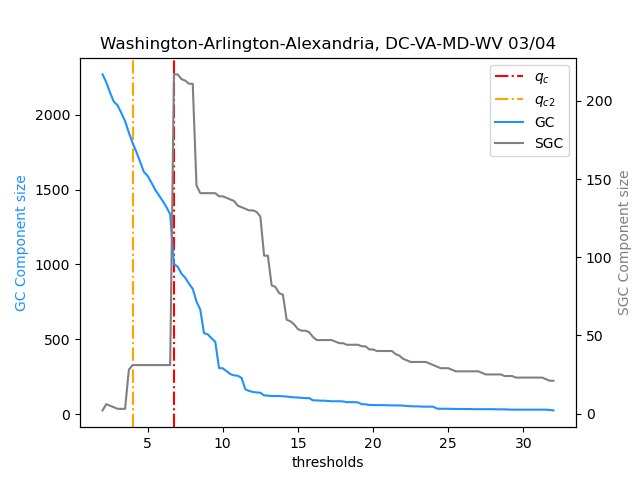 Washington-Arlington-Alexandria, DC-VA-MD-WV 03/04
q_c
q_c2
GC
SGC
2000
1500
1000
500
0
GC Component size
200
150
100
50
0
SGC Component size
5 10 15 20 25 30
thresholds